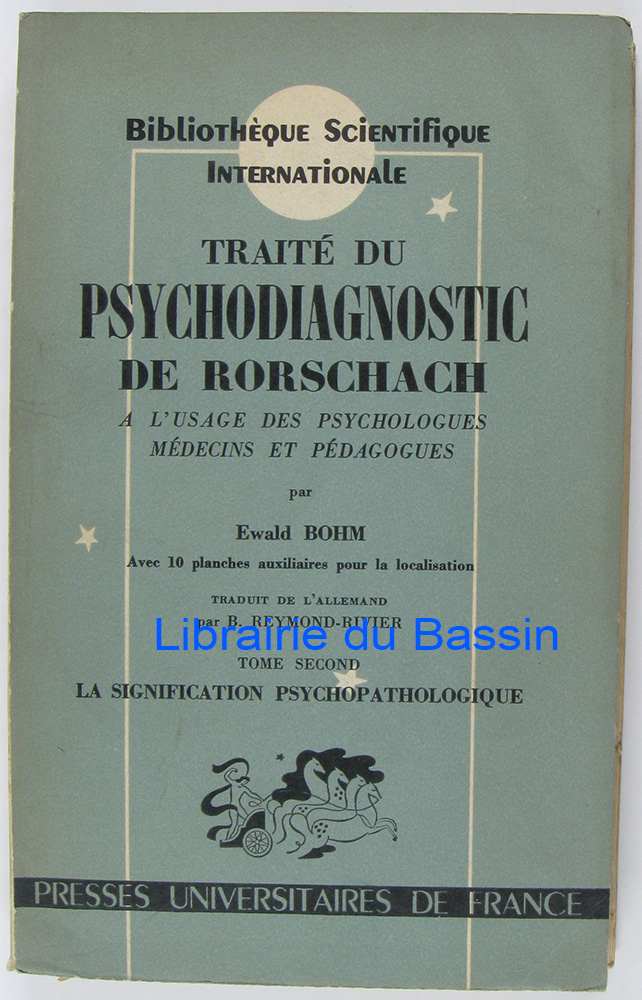 Bibliothèque Scientifique
Internationale
TRAITÉ DU
PSYCHODIAGNOSTIC
DE RORSCHACH
A L'USAGE DES PSYCHOLOGUES
MÉDECINS ET PÉDAGOGUES
par
Ewald BOHM
Avec 10 planches auxiliaires pour la localisation
TRADUIT DE L'ALLEMAND
par B. REYMOND-RIVIER
Librairie du Bassin
TOME SECOND
LA SIGNIFICATION PSYCHOPATHOLOGIQUE
PRESSES UNIVERSITAIRES DE FRANCE